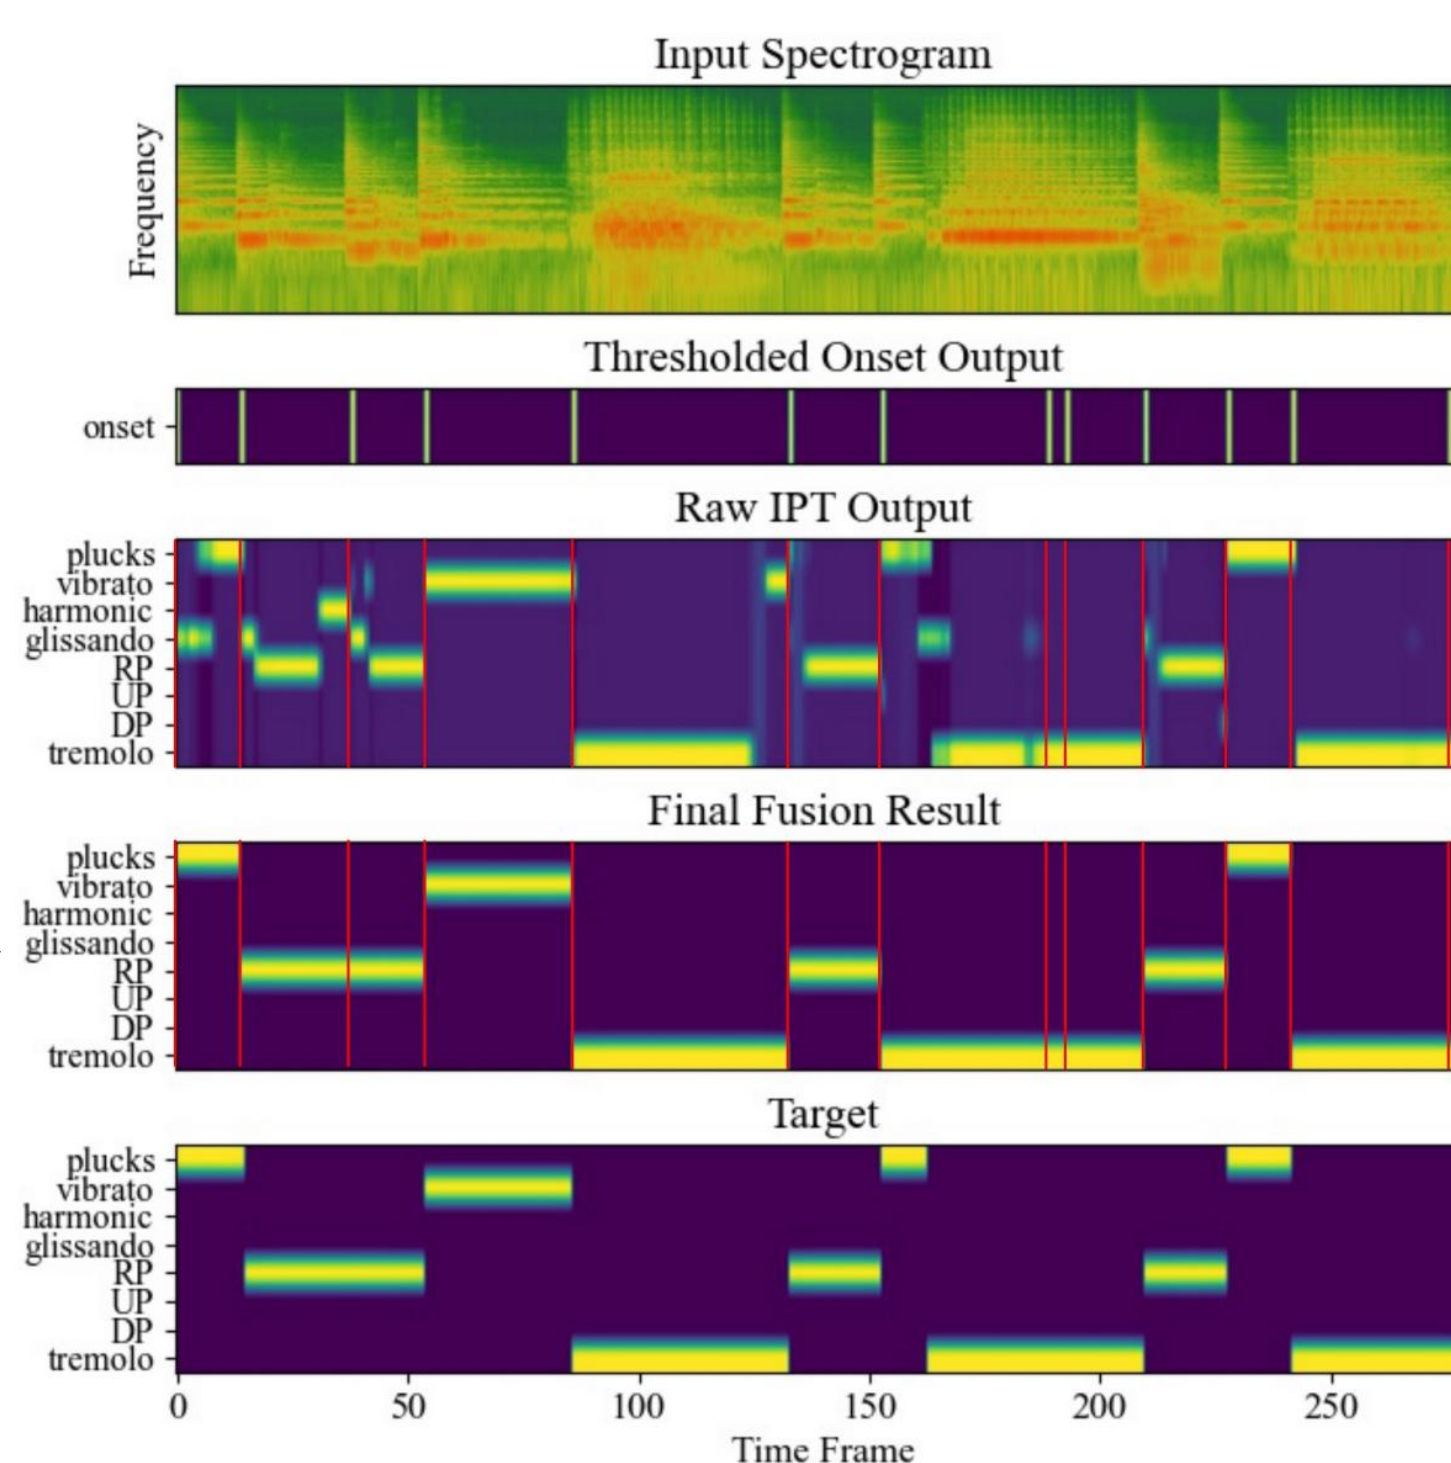 Input Spectrogram
Frequency
Thresholded Onset Output
onset
Raw IPT Output
plucks
vibrato
harmonic
glissando
RP
UP
DP
tremolo
Final Fusion Result
plucks
vibrato
harmonic
glissando
RP
UP
DP
tremolo
Target
plucks
vibrato
harmonic
glissando
RP
UP
DP
tremolo
0 50 100 150 200 250
Time Frame